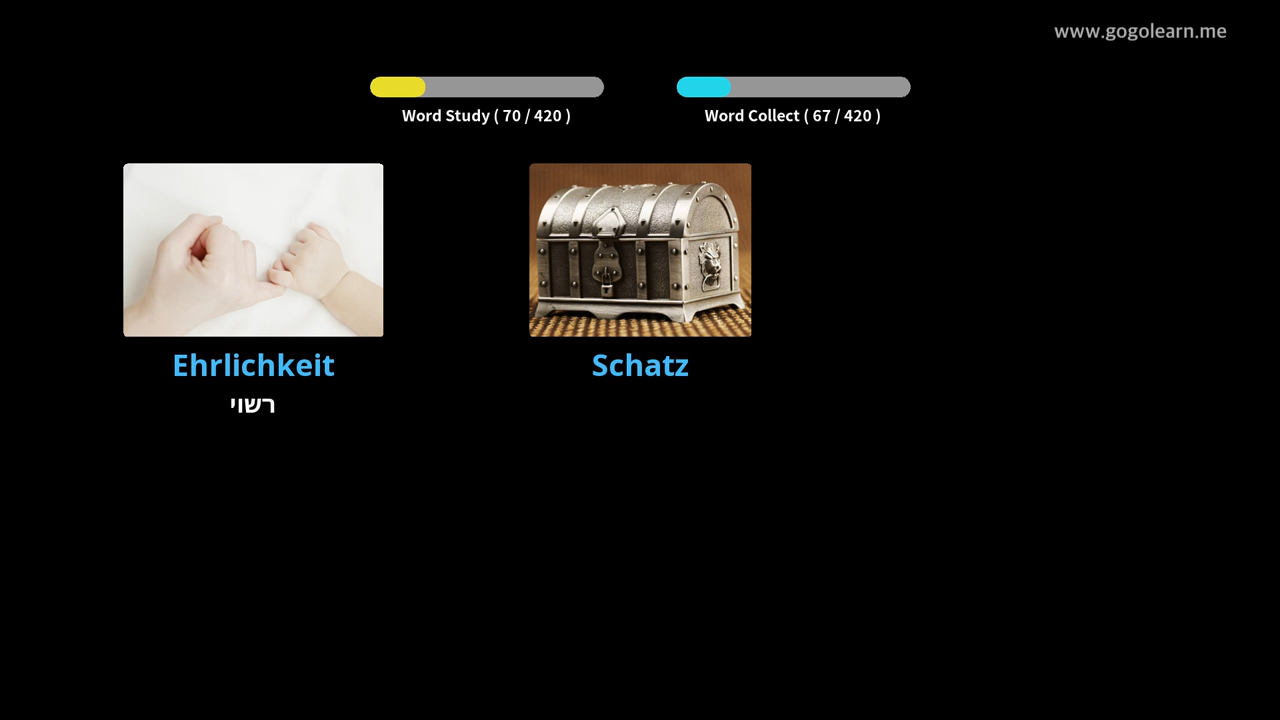 www.gogolearn.me
Word Study ( 70 / 420 )
Word Collect ( 67 / 420 )
Ehrlichkeit
רשוי
Schatz